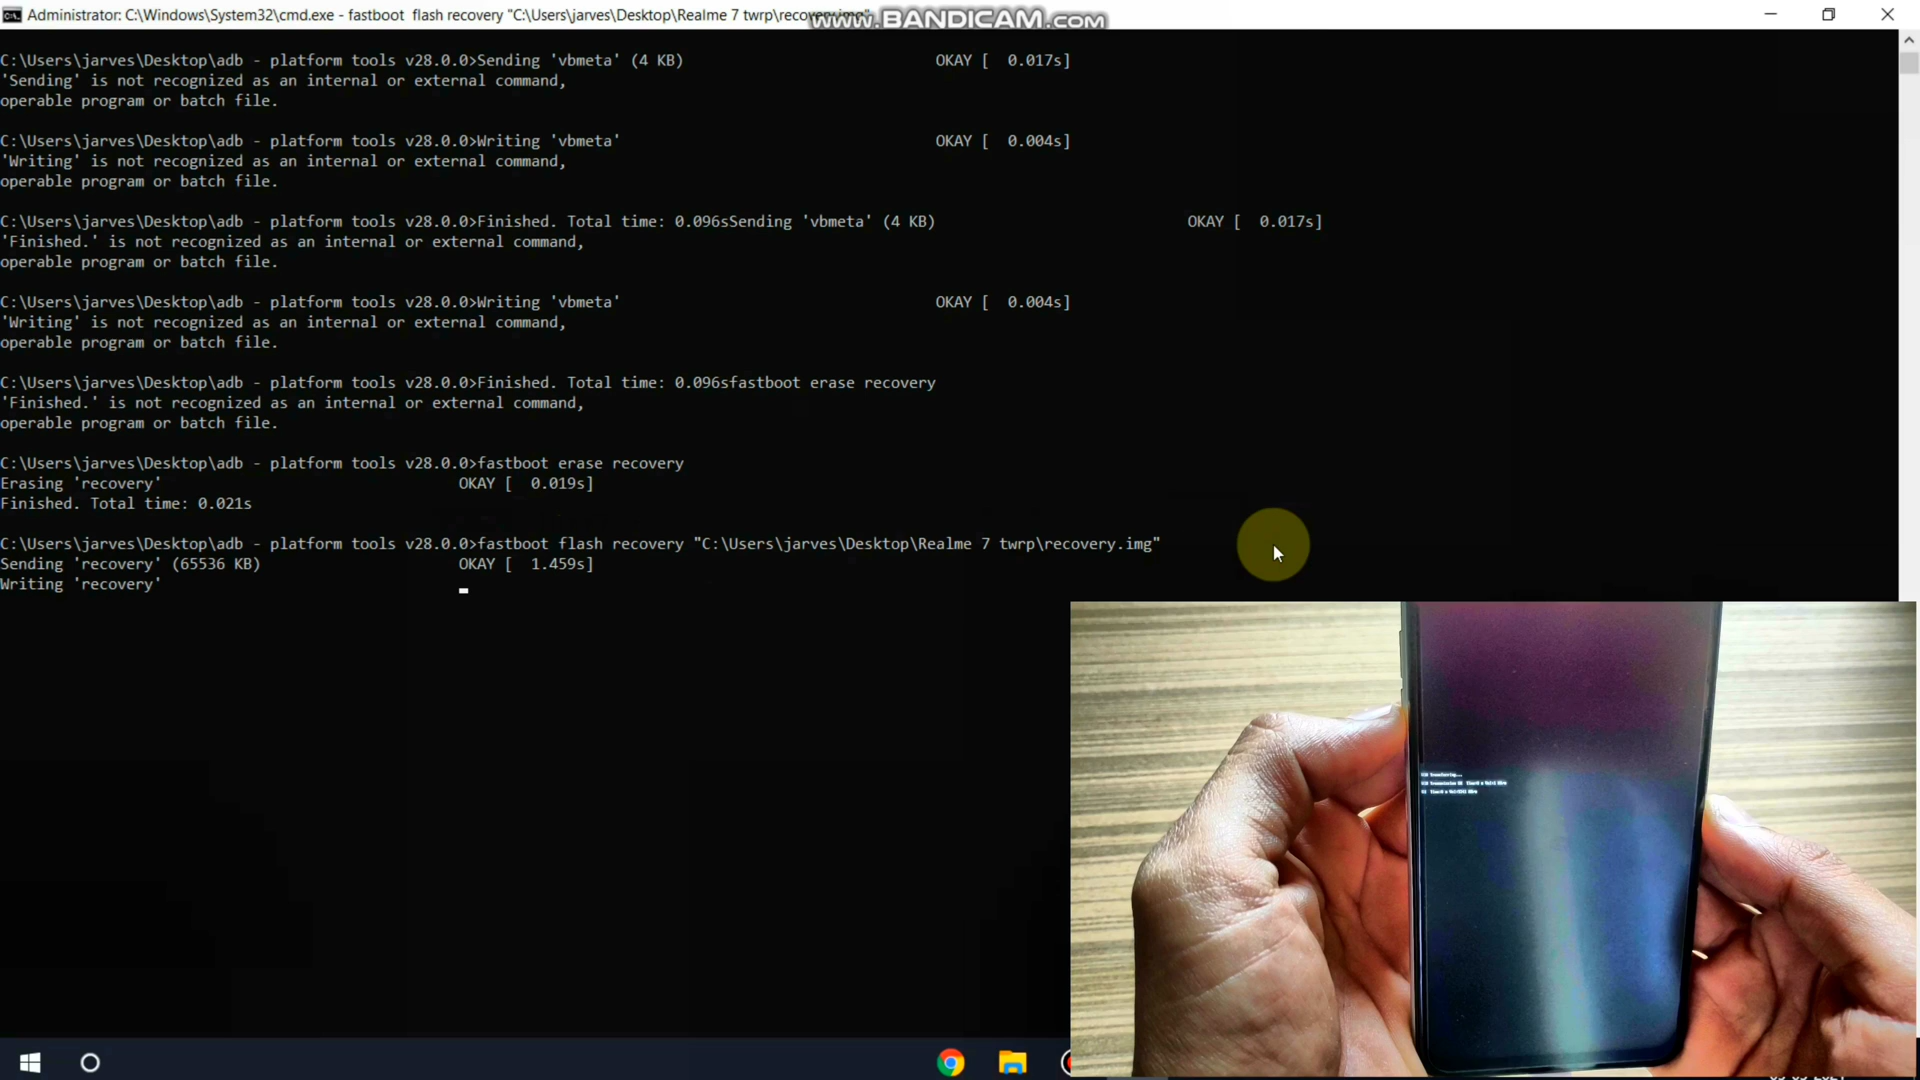 Administrator: C:\Windows\System32\cmd.exe - fastboot  flash recovery "C:\Users\jarves\Desktop\Realme 7 twrp\recovery.img"
www.BANDICAM.com
C:\Users\jarves\Desktop\adb - platform tools v28.0.0>Sending 'vbmeta' (4 KB)                            OKAY [  0.017s]
'Sending' is not recognized as an internal or external command,
operable program or batch file.
C:\Users\jarves\Desktop\adb - platform tools v28.0.0>Writing 'vbmeta'                                   OKAY [  0.004s]
'Writing' is not recognized as an internal or external command,
operable program or batch file.
C:\Users\jarves\Desktop\adb - platform tools v28.0.0>Finished. Total time: 0.096sSending 'vbmeta' (4 KB)                            OKAY [  0.017s]
'Finished.' is not recognized as an internal or external command,
operable program or batch file.
C:\Users\jarves\Desktop\adb - platform tools v28.0.0>Writing 'vbmeta'                                   OKAY [  0.004s]
'Writing' is not recognized as an internal or external command,
operable program or batch file.
C:\Users\jarves\Desktop\adb - platform tools v28.0.0>Finished. Total time: 0.096sfastboot erase recovery
'Finished.' is not recognized as an internal or external command,
operable program or batch file.
C:\Users\jarves\Desktop\adb - platform tools v28.0.0>fastboot erase recovery
Erasing 'recovery'                                 OKAY [  0.019s]
Finished. Total time: 0.021s
C:\Users\jarves\Desktop\adb - platform tools v28.0.0>fastboot flash recovery "C:\Users\jarves\Desktop\Realme 7 twrp\recovery.img"
Sending 'recovery' (65536 KB)                      OKAY [  1.459s]
Writing 'recovery'